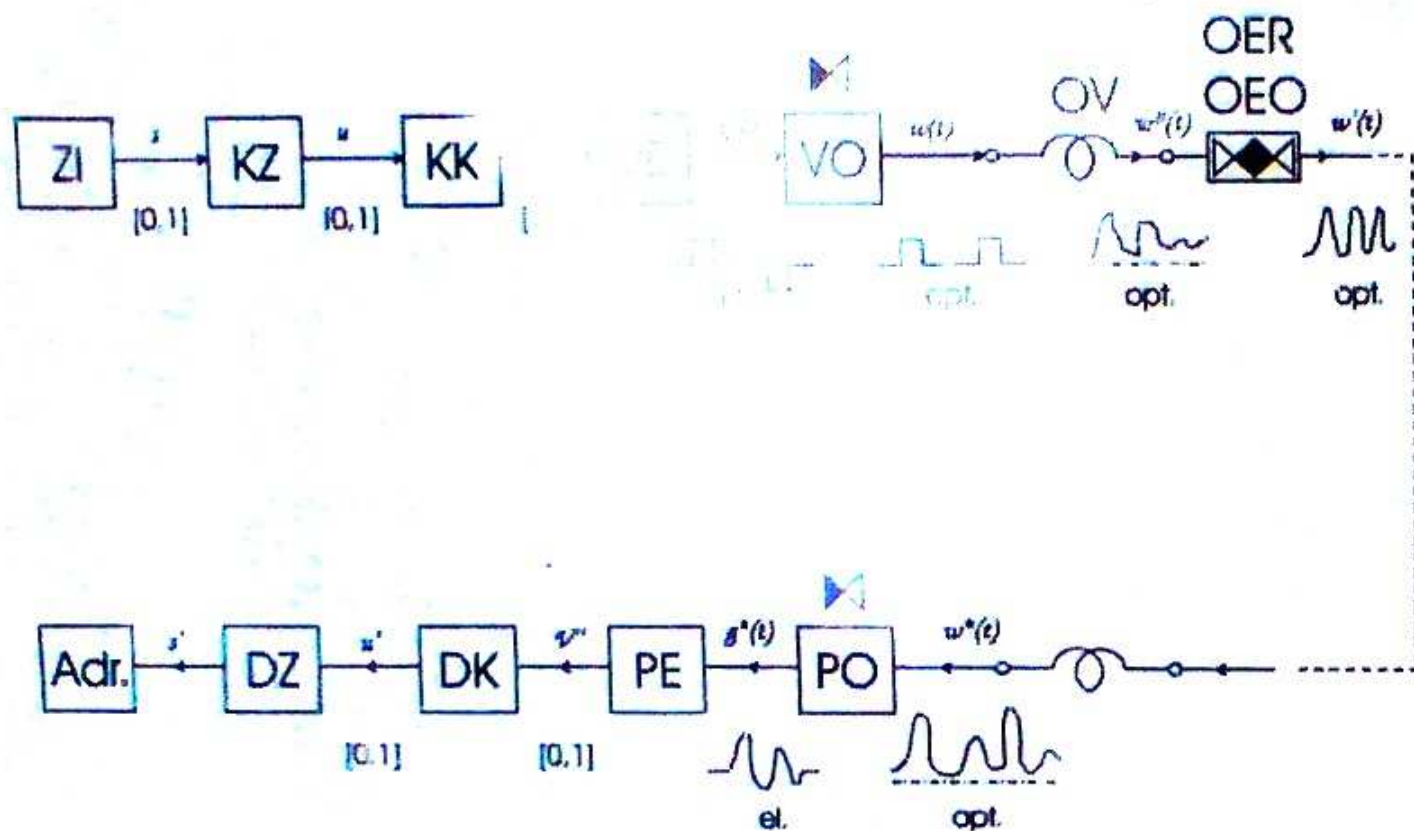 OER
OV OEO
w'(t)
ZI s KZ u KK VO
[0,1] [0,1]
opt. opt. opt.
Adr. s' DZ u' DK PE PO w*(t)
[0,1] [0,1]
el. opt.